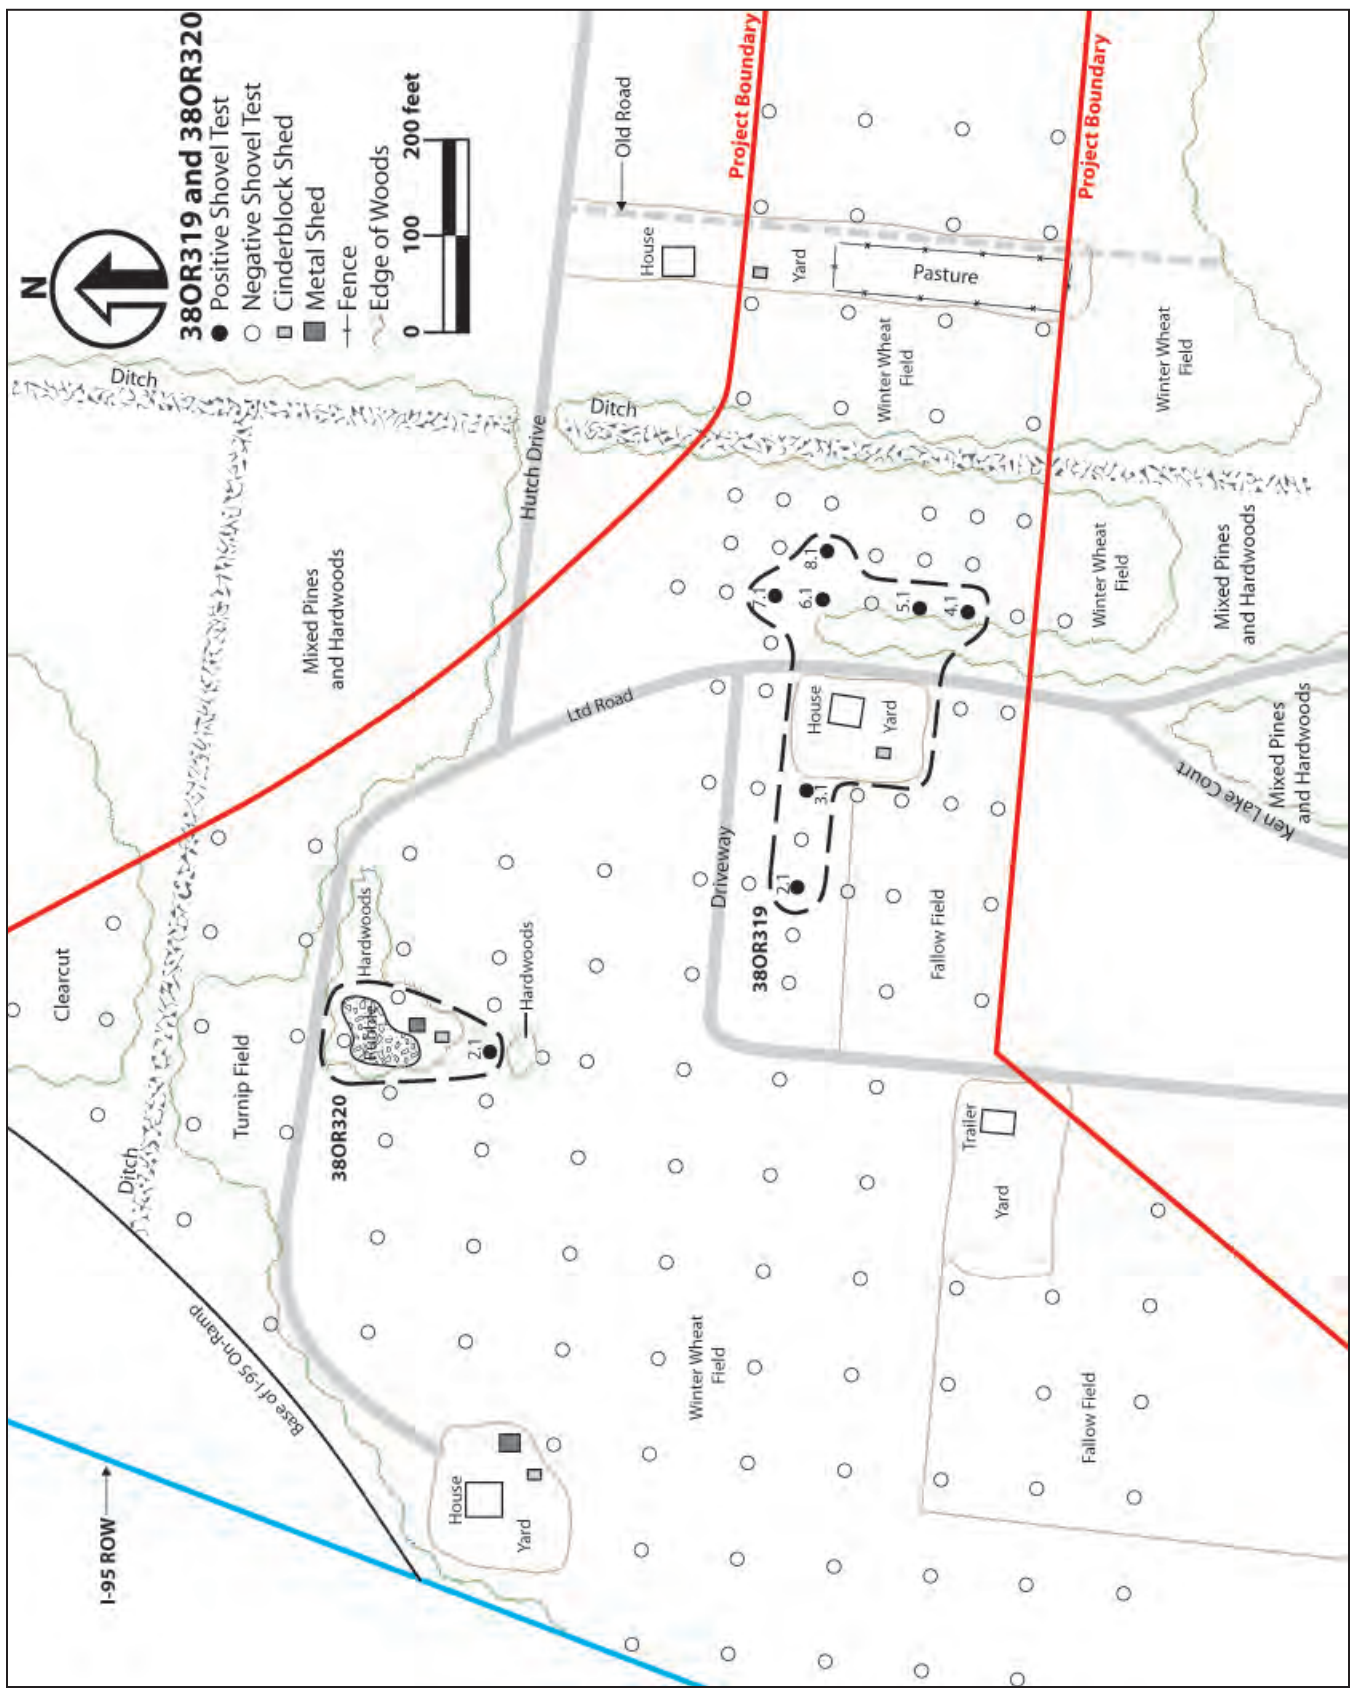 N
38OR319 and 38OR320
Positive Shovel Test
Negative Shovel Test
Cinderblock Shed
Metal Shed
Fence
Edge of Woods
0 100 200 feet
I-95 ROW
Base of I-95 On-Ramp
Ditch
Clearcut
Turnip Field
Ditch
Mixed Pines
and Hardwoods
Hutch Drive
Ditch
Old Road
House
Yard
Project Boundary
Pasture
Project Boundary
Winter Wheat
Field
Winter Wheat
Field
Hardwoods
Rubble
2.1
38OR320
Hardwoods
Ltd Road
Driveway
38OR319
2.1
3.1
House
Yard
7.1
8.1
6.1
5.1
4.1
Winter Wheat
Field
Mixed Pines
and Hardwoods
Mixed Pines
and Hardwoods
Ken Lake Court
Fallow Field
Trailer
Yard
House
Yard
Winter Wheat
Field
Fallow Field